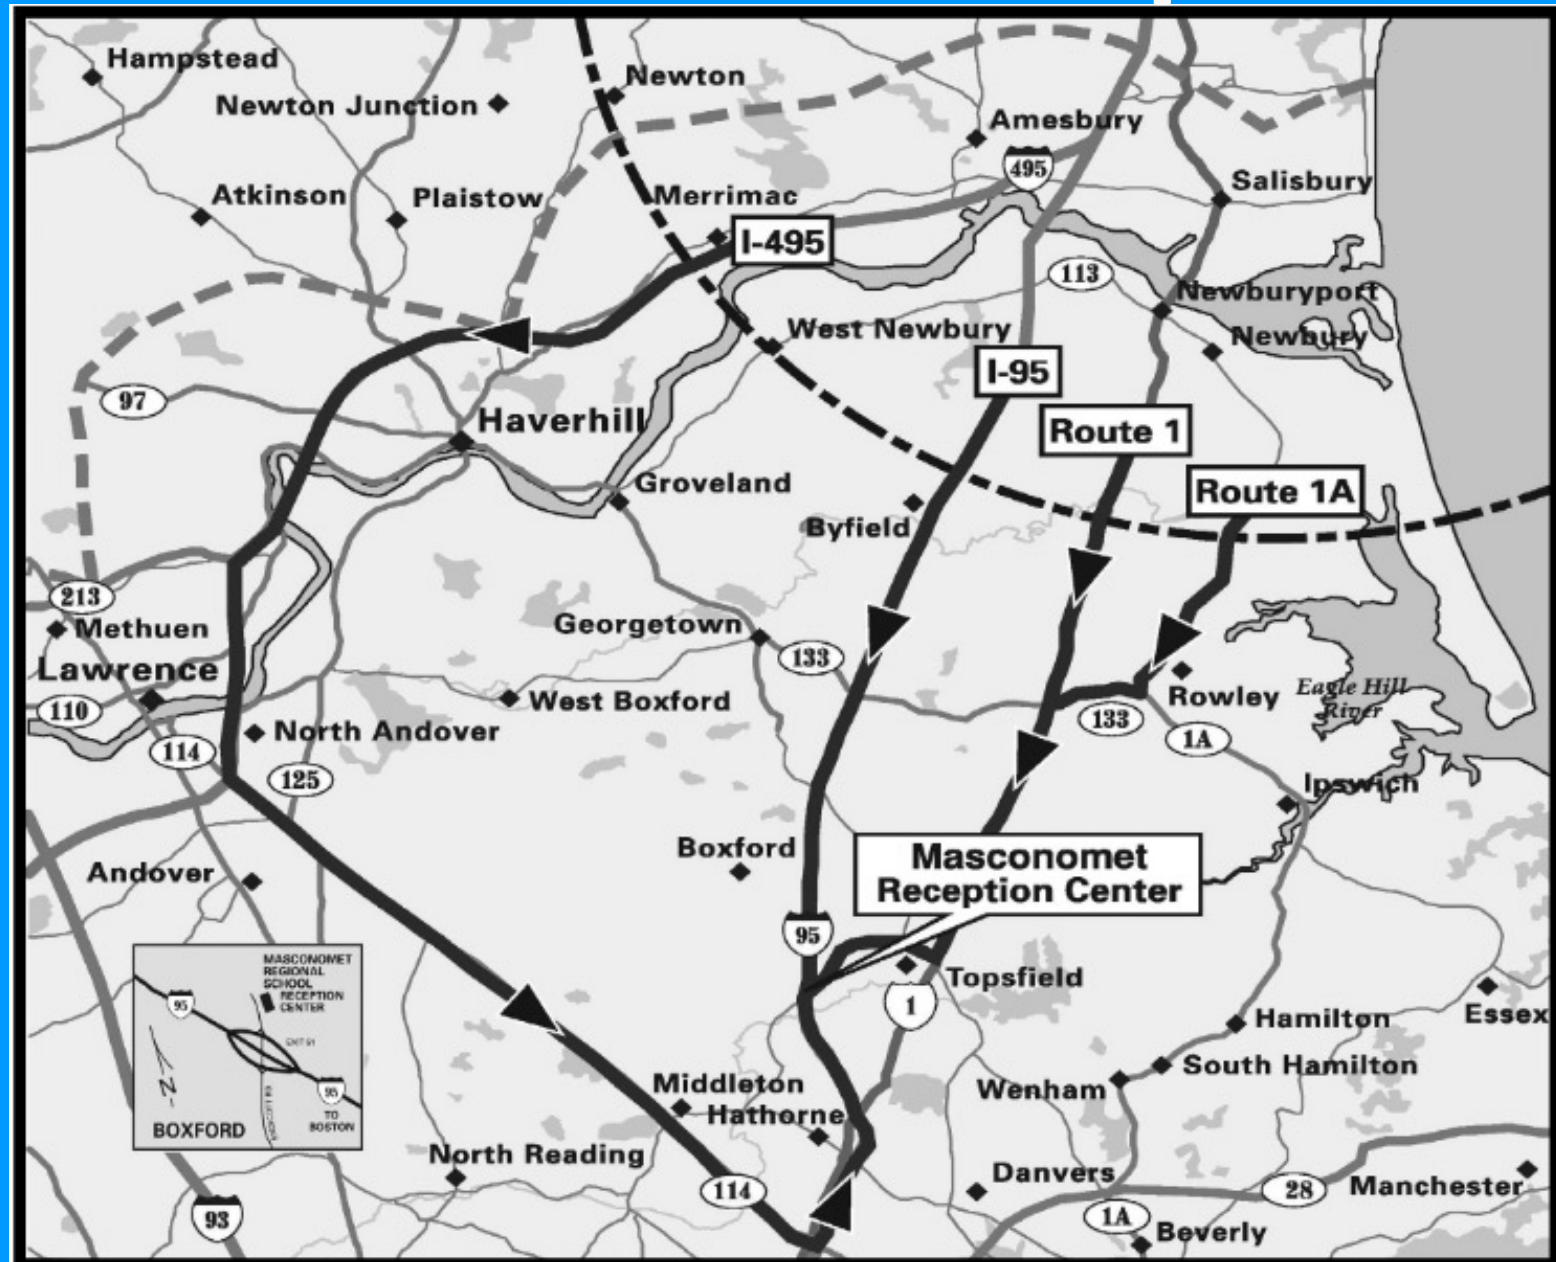 Hampstead
Newton
Newton Junction
Amesbury
495
Atkinson
Plaistow
Merrimac
Salisbury
I-495
113
Newburyport
West Newbury
Newbury
I-95
97
Haverhill
Route 1
Groveland
Route 1A
Byfield
213
Methuen
Georgetown
133
Lawrence
West Boxford
Rowley
Eagle Hill
River
110
133
1A
114
North Andover
125
Ipswich
Boxford
Masconomet
Reception Center
Andover
95
Topsfield
1
MASCONOMET
REGIONAL
SCHOOL
RECEPTION
CENTER
95
95
N
TO
BOSTON
BOXFORD
Essex
Hamilton
South Hamilton
Wenham
Middleton
Hathorne
North Reading
Danvers
114
28
Manchester
93
1A
Beverly